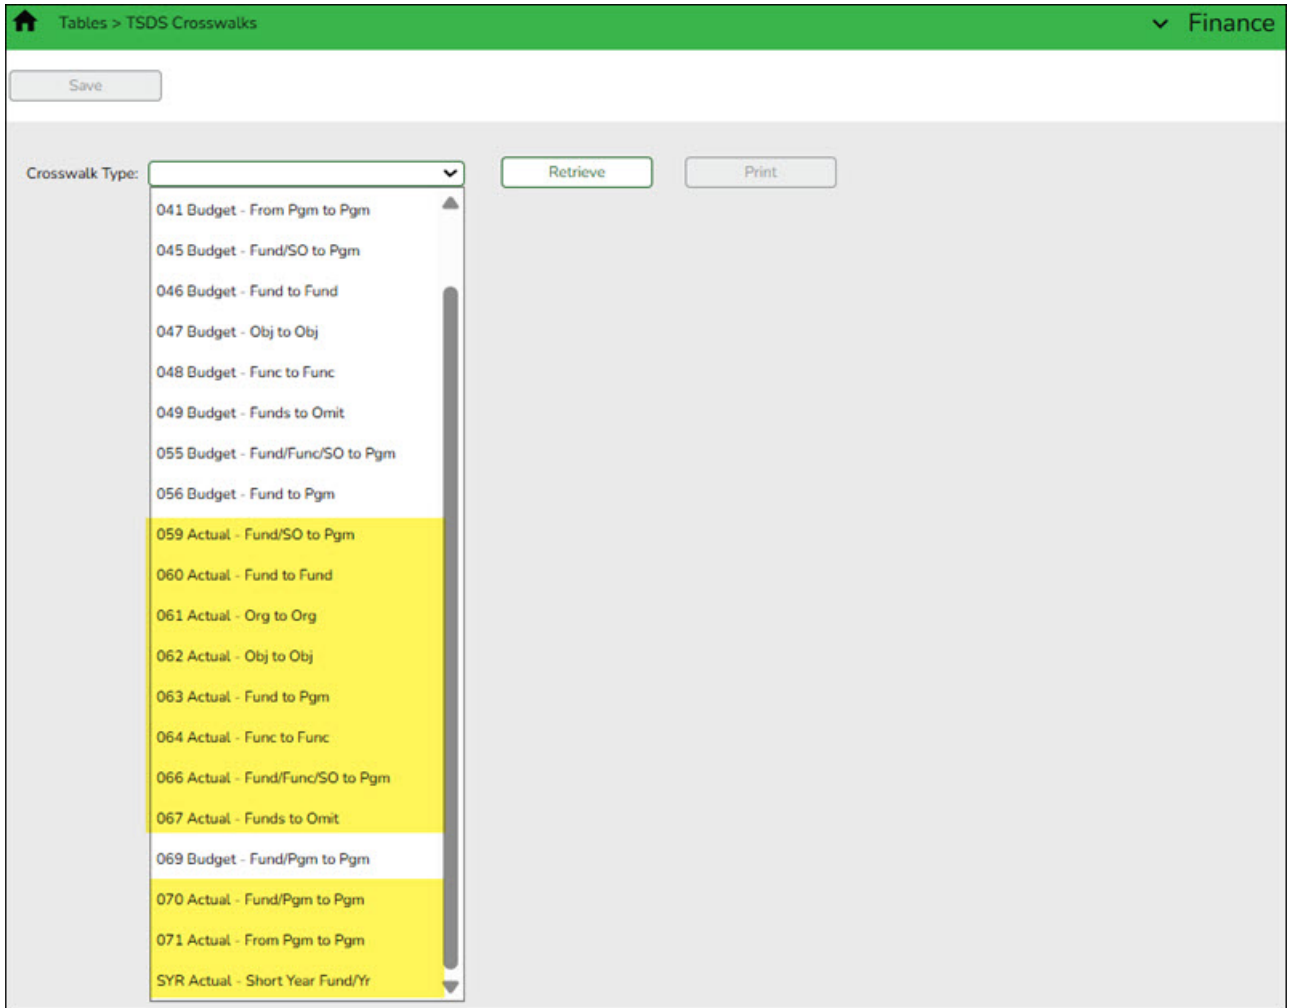 Tables > TSDS Crosswalks
Finance
Save
Crosswalk Type:
Retrieve
Print
041 Budget - From Pgm to Pgm
045 Budget - Fund/SO to Pgm
046 Budget - Fund to Fund
047 Budget - Obj to Obj
048 Budget - Func to Func
049 Budget - Funds to Omit
055 Budget - Fund/Func/SO to Pgm
056 Budget - Fund to Pgm
059 Actual - Fund/SO to Pgm
060 Actual - Fund to Fund
061 Actual - Org to Org
062 Actual - Obj to Obj
063 Actual - Fund to Pgm
064 Actual - Func to Func
066 Actual - Fund/Func/SO to Pgm
067 Actual - Funds to Omit
069 Budget - Fund/Pgm to Pgm
070 Actual - Fund/Pgm to Pgm
071 Actual - From Pgm to Pgm
SYR Actual - Short Year Fund/Yr